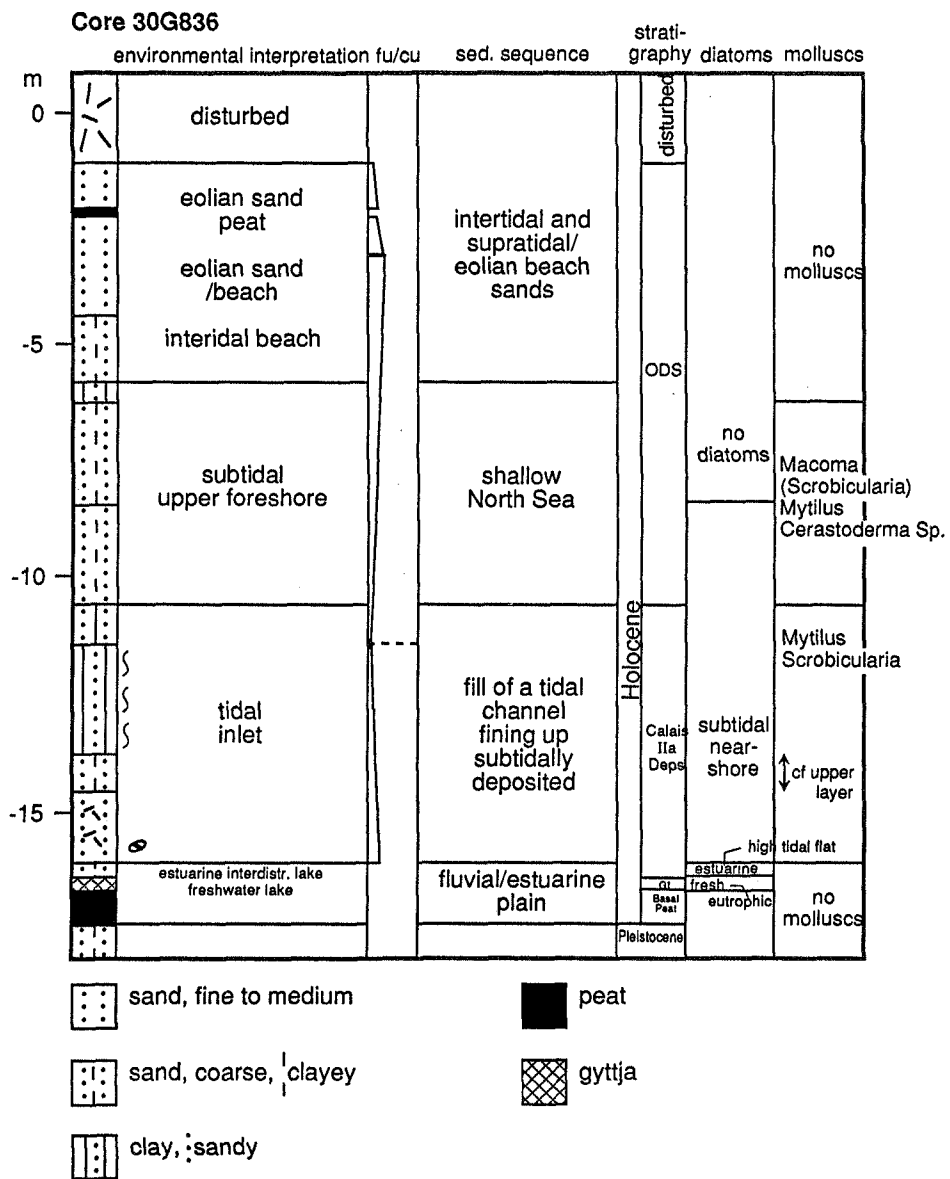 Core 30G836
environmental interpretation fu/cu
sed. sequence
strati-
graphy
diatoms
molluscs
m
0
-5
-10
-15
disturbed
eolian sand
peat
eolian sand
/beach
interidal beach
subtidal
upper foreshore
tidal
inlet
estuarine interdistr. lake
freshwater lake
intertidal and
supratidal/
eolian beach
sands
shallow
North Sea
fill of a tidal
channel
fining up
subtidally
deposited
fluvial/estuarine
plain
disturbed
Holocene
ODS
Calais
IIa
Deps
Basal
Peat
Pleistocene
no
diatoms
subtidal
near-
shore
high tidal flat
estuarine
fresh
eutrophic
no
molluscs
Macoma
(Scrobicularia)
Mytilus
Cerastoderma Sp.
Mytilus
Scrobicularia
cf upper
layer
no
molluscs
sand, fine to medium
sand, coarse, clayey
clay, sandy
peat
gyttja